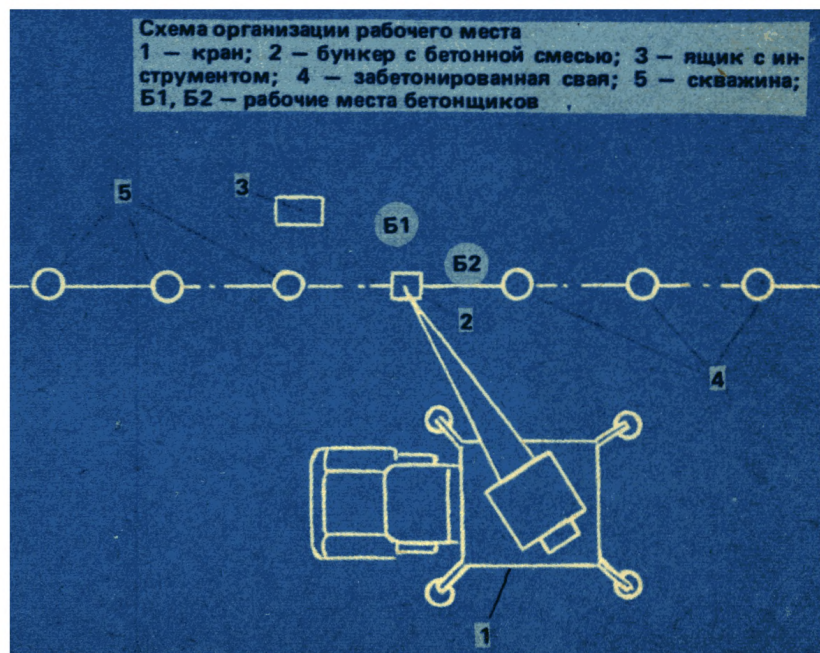 Схема организации рабочего места
1 — кран; 2 — бункер с бетонной смесью; 3 — ящик с ин-
струментом; 4 — забетонированная свая; 5 — скважина;
Б1, Б2 — рабочие места бетонщиков
5
3
Б1
Б2
2
4
1